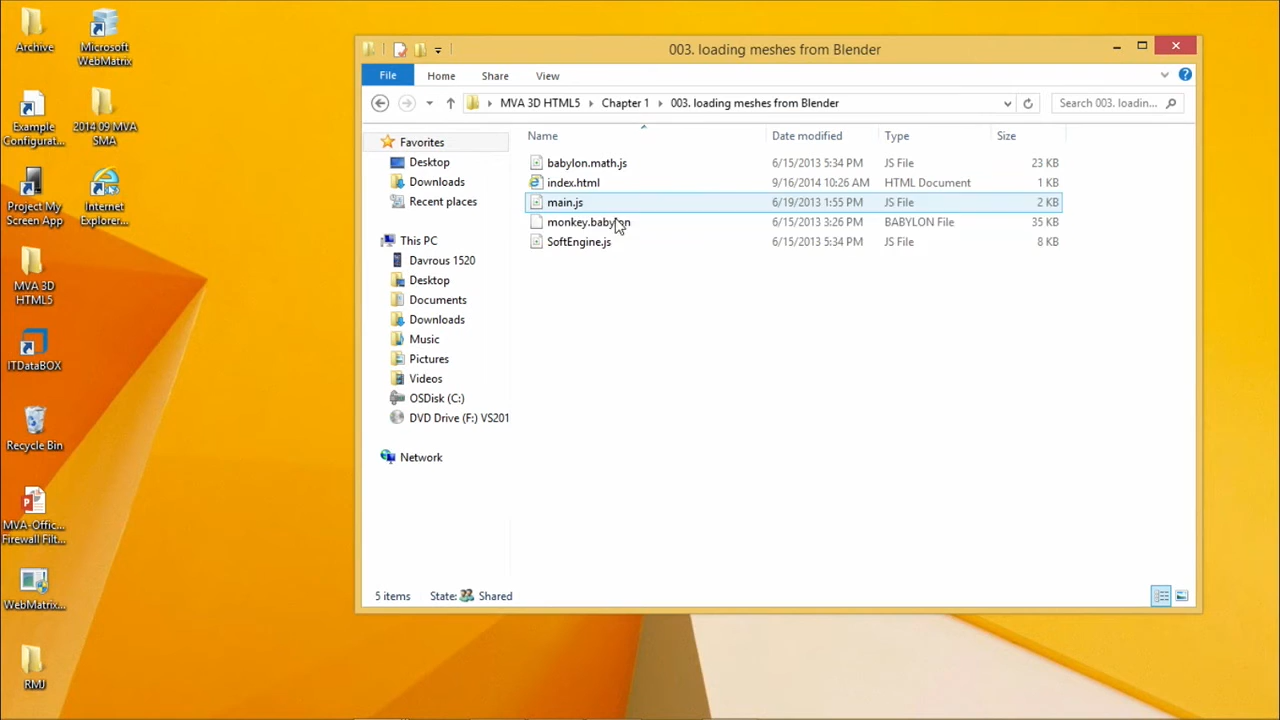 Archive
Microsoft
WebMatrix
Example
Configurat...
2014 09 MVA
SMA
Project My
Screen App
Internet
Explorer...
MVA 3D
HTML5
ITDataBOX
Recycle Bin
MVA-Offic...
Firewall Filt...
WebMatrix...
RMJ
003. loading meshes from Blender
File Home Share View
MVA 3D HTML5 Chapter 1 003. loading meshes from Blender Search 003. loadin...
Favorites
Desktop
Downloads
Recent places
This PC
Davrous 1520
Desktop
Documents
Downloads
Music
Pictures
Videos
OSDisk (C:)
DVD Drive (F:) VS201
Network
Name Date modified Type Size
babylon.math.js 6/15/2013 5:34 PM JS File 23 KB
index.html 9/16/2014 10:26 AM HTML Document 1 KB
main.js 6/19/2013 1:55 PM JS File 2 KB
monkey.babylon 6/15/2013 3:26 PM BABYLON File 35 KB
SoftEngine.js 6/15/2013 5:34 PM JS File 8 KB
5 items State: Shared